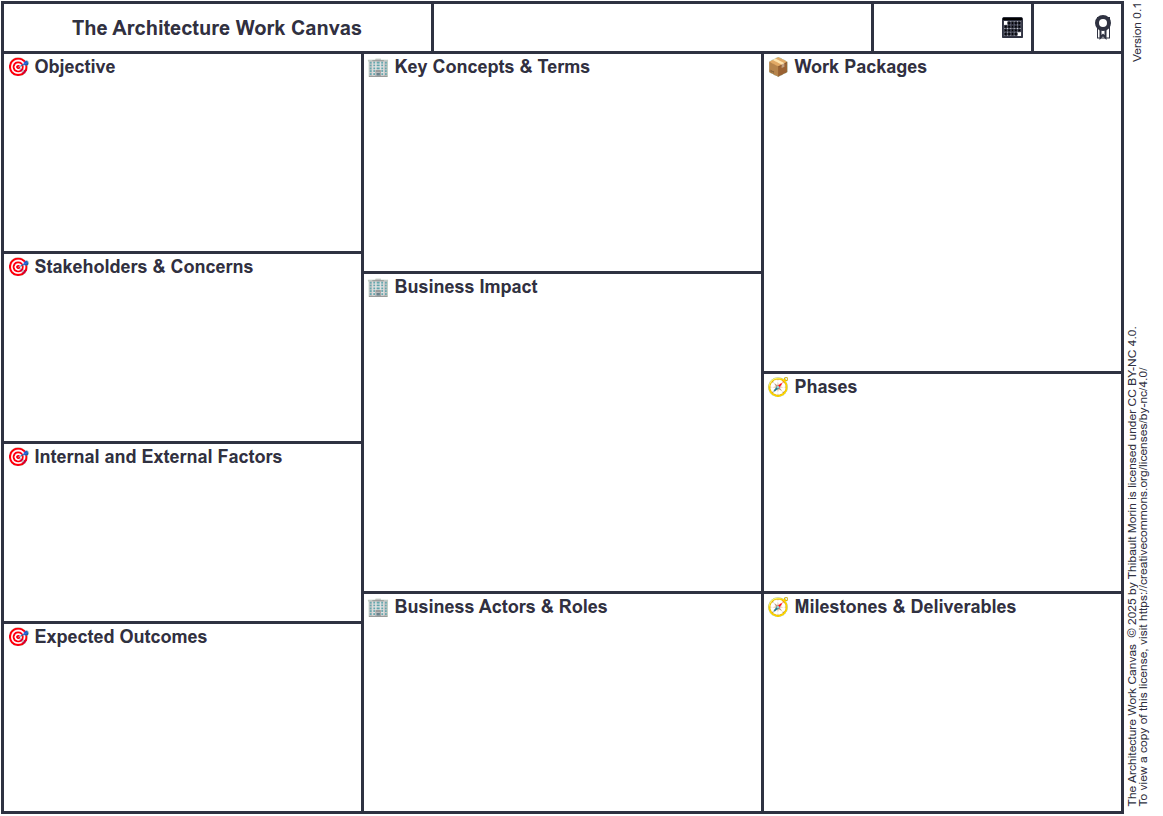 The Architecture Work Canvas
Version 0.1
Objective
Key Concepts & Terms
Work Packages
Stakeholders & Concerns
Business Impact
Phases
Internal and External Factors
Business Actors & Roles
Milestones & Deliverables
Expected Outcomes
The Architecture Work Canvas © 2025 by Thibault Morin is licensed under CC BY-NC 4.0.
To view a copy of this license, visit https://creativecommons.org/licenses/by-nc/4.0/